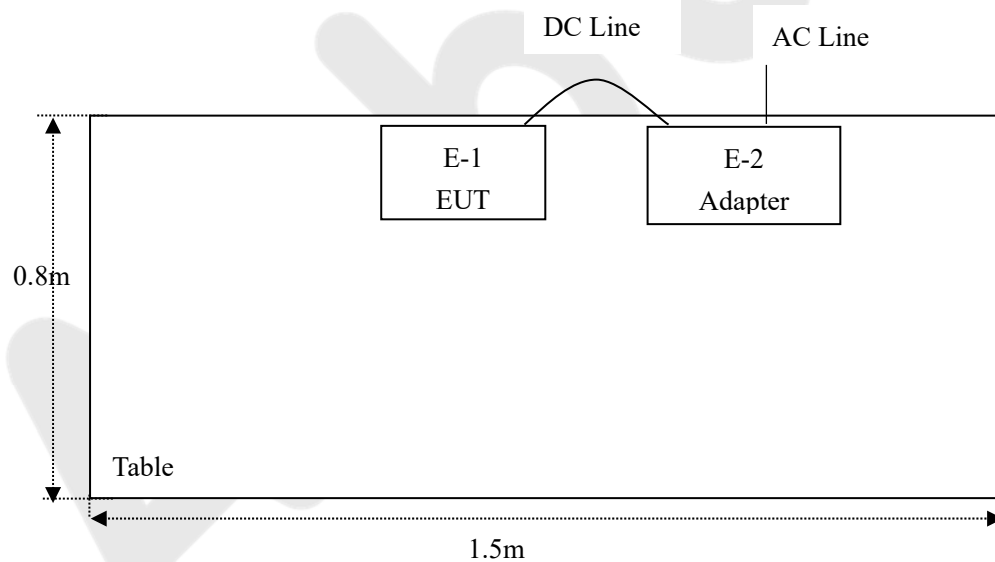 DC Line
AC Line
E-1
EUT
E-2
Adapter
0.8m
Table
1.5m